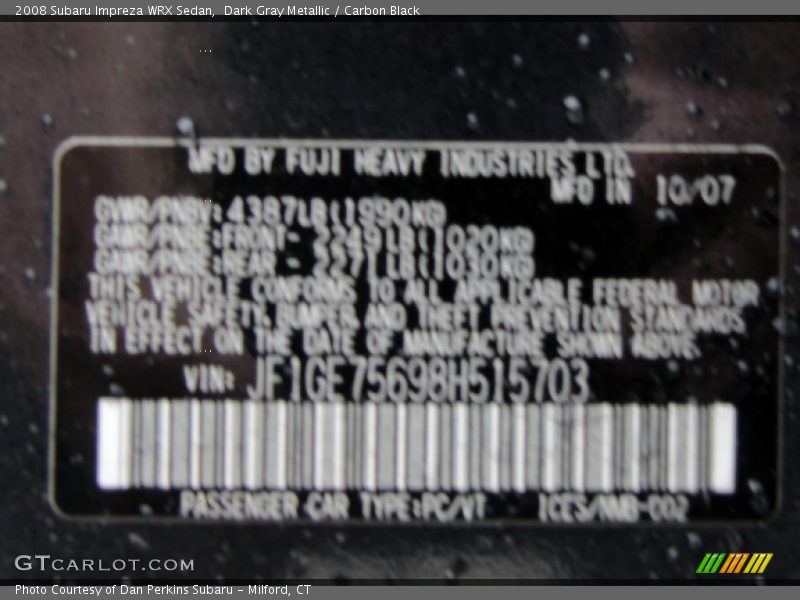 2008 Subaru Impreza WRX Sedan,  Dark Gray Metallic / Carbon Black
MFD BY FUJI HEAVY INDUSTRIES LTD.
MFD IN 10/07
GVWR/PNBV:4387LB(1990KG)
GAWR/PNBE:FRONT- 2249LB(1020KG)
GAWR/PNBE:REAR - 2271LB(1030KG)
THIS VEHICLE CONFORMS TO ALL APPLICABLE FEDERAL MOTOR
VEHICLE SAFETY,BUMPER AND THEFT PREVENTION STANDARDS
IN EFFECT ON THE DATE OF MANUFACTURE SHOWN ABOVE.
VIN: JF1GE75698H515703
PASSENGER CAR TYPE:PC/VT ICES/NMB-002
GTCARLOT.COM
Photo Courtesy of Dan Perkins Subaru - Milford, CT